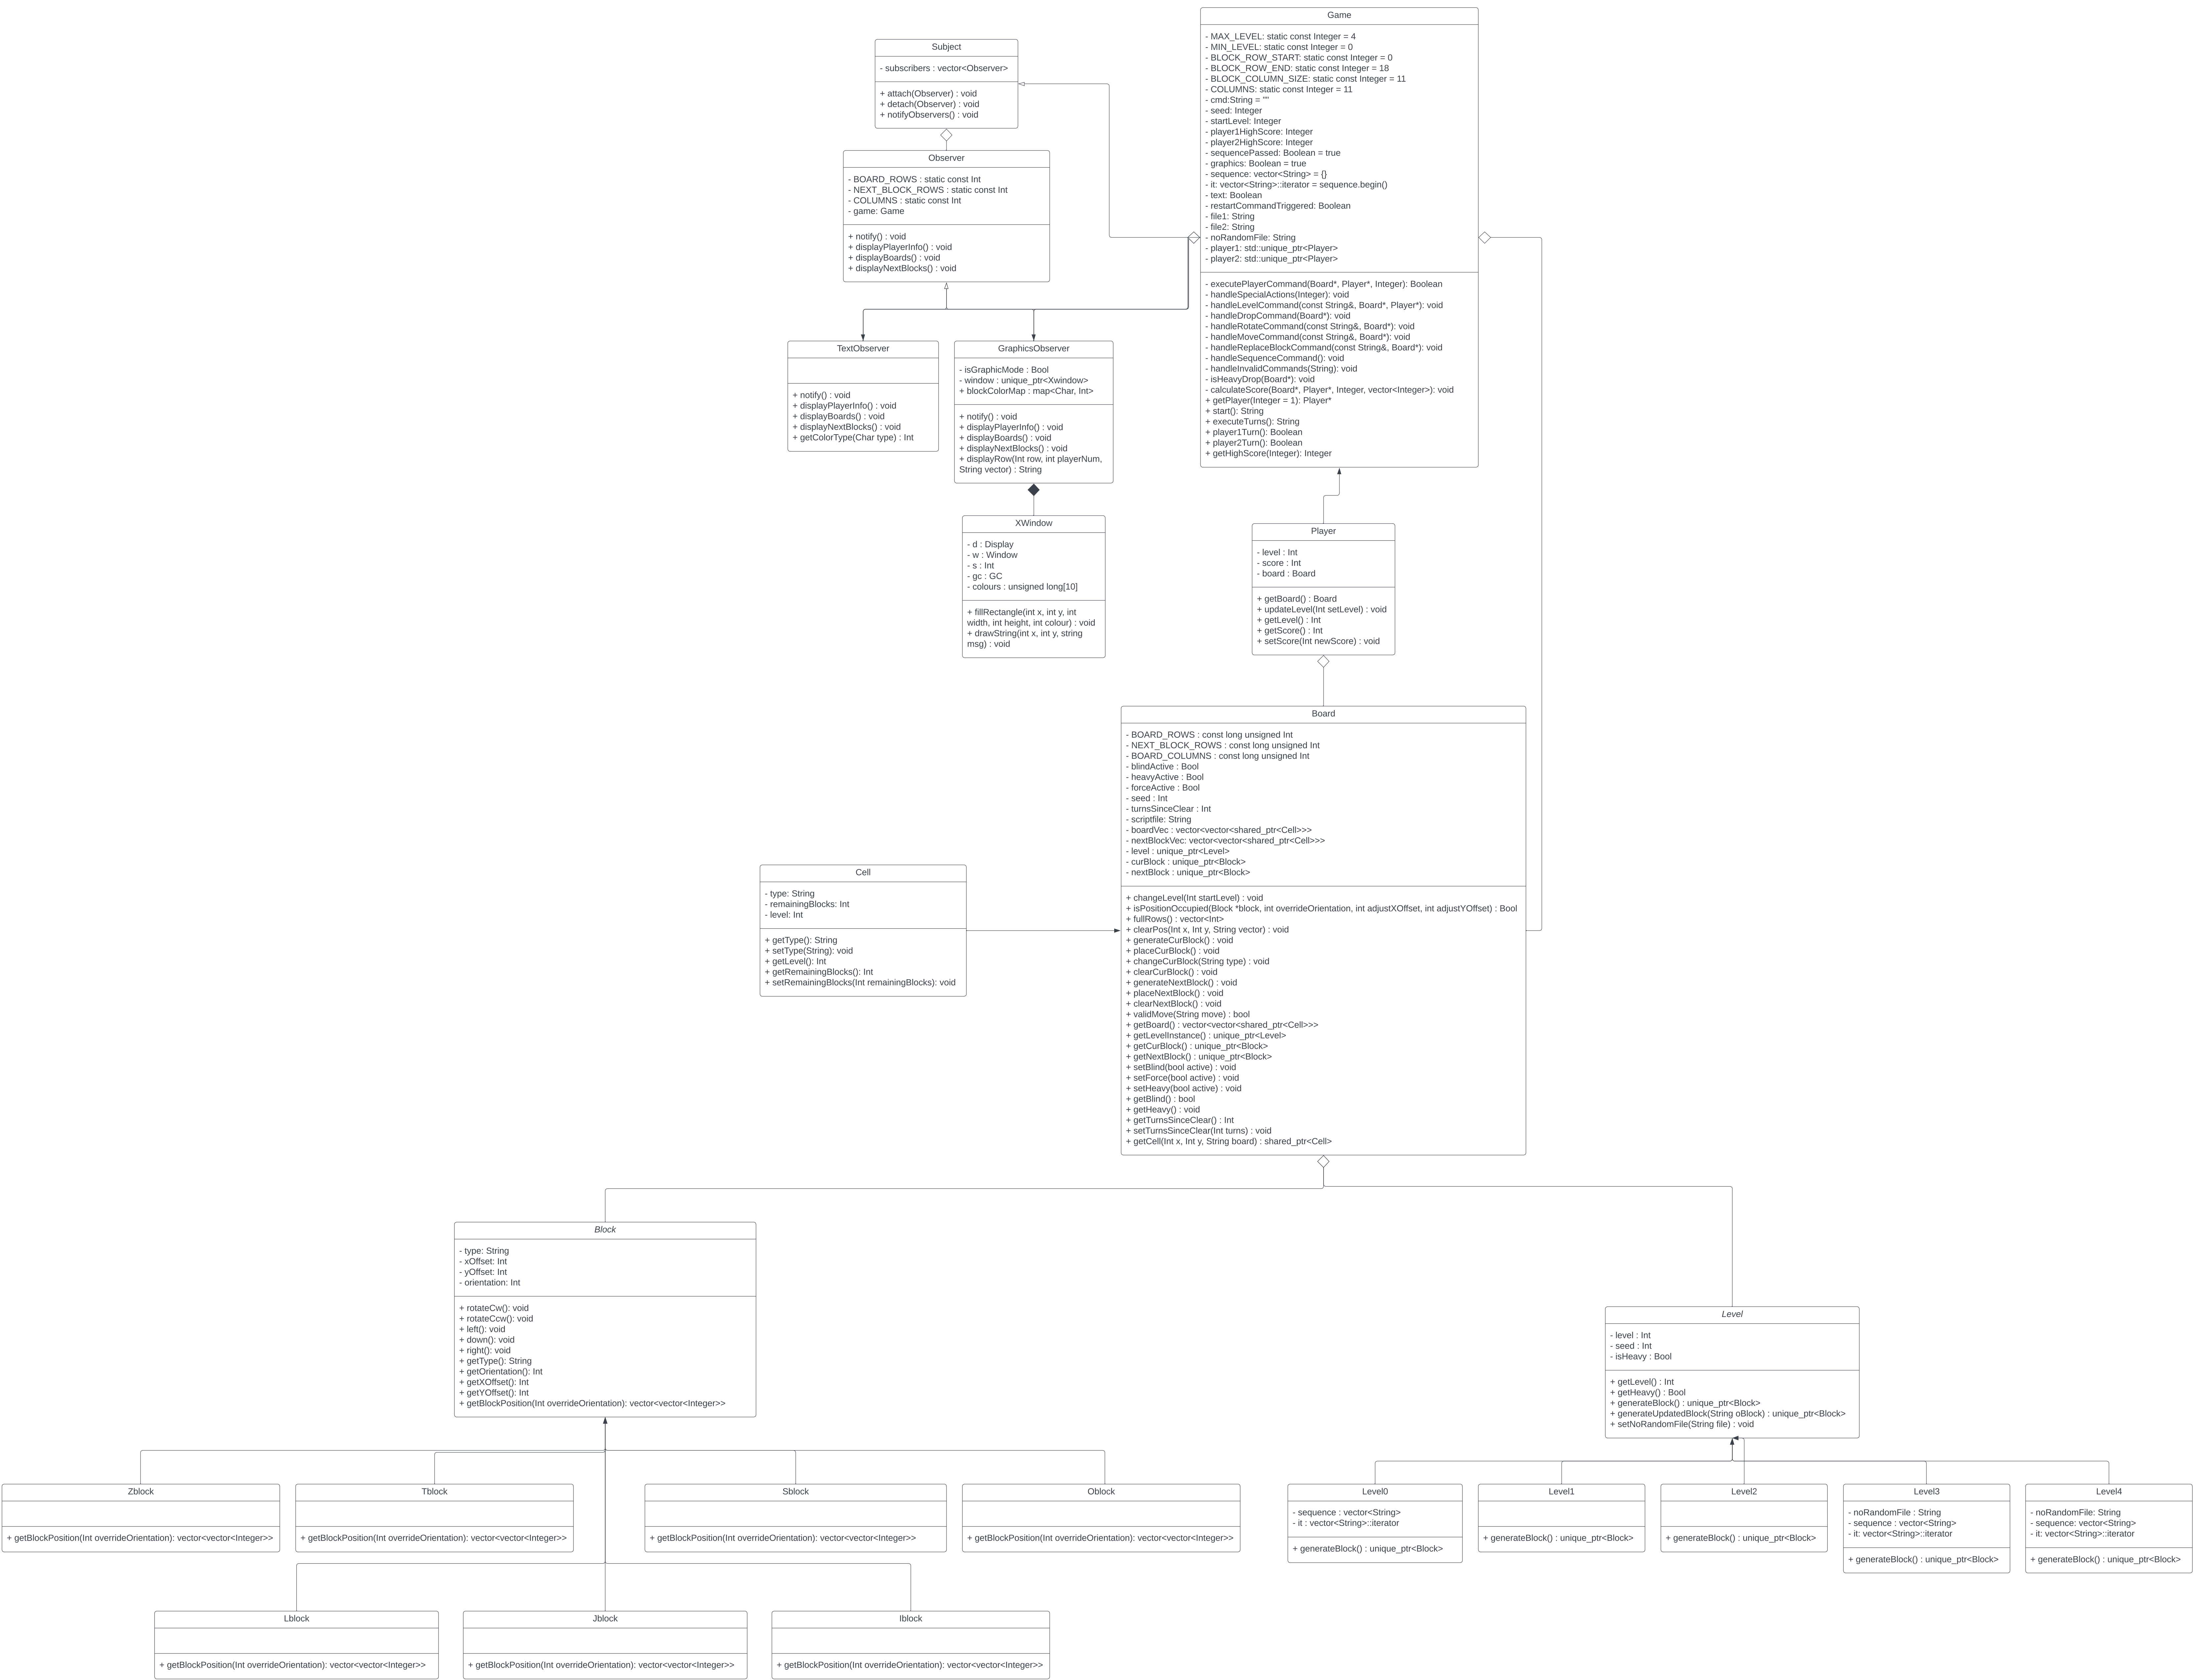 Game
- MAX_LEVEL: static const Integer = 4
- MIN_LEVEL: static const Integer = 0
- BLOCK_ROW_START: static const Integer = 0
- BLOCK_ROW_END: static const Integer = 18
- BLOCK_COLUMN_SIZE: static const Integer = 11
- COLUMNS: static const Integer = 11
- cmd:String = ""
- seed: Integer
- startLevel: Integer
- player1HighScore: Integer
- player2HighScore: Integer
- sequencePassed: Boolean = true
- graphics: Boolean = true
- sequence: vector<String> = {}
- it: vector<String>::iterator = sequence.begin()
- text: Boolean
- restartCommandTriggered: Boolean
- file1: String
- file2: String
- noRandomFile: String
- player1: std::unique_ptr<Player>
- player2: std::unique_ptr<Player>
- executePlayerCommand(Board*, Player*, Integer): Boolean
- handleSpecialActions(Integer): void
- handleLevelCommand(const String&, Board*, Player*): void
- handleDropCommand(Board*): void
- handleRotateCommand(const String&, Board*): void
- handleMoveCommand(const String&, Board*): void
- handleReplaceBlockCommand(const String&, Board*): void
- handleSequenceCommand(): void
- handleInvalidCommands(String): void
- isHeavyDrop(Board*): void
- calculateScore(Board*, Player*, Integer, vector<Integer>): void
+ getPlayer(Integer = 1): Player*
+ start(): String
+ executeTurns(): String
+ player1Turn(): Boolean
+ player2Turn(): Boolean
+ getHighScore(Integer): Integer
Subject
- subscribers : vector<Observer>
+ attach(Observer) : void
+ detach(Observer) : void
+ notifyObservers() : void
Observer
- BOARD_ROWS : static const Int
- NEXT_BLOCK_ROWS : static const Int
- COLUMNS : static const Int
- game: Game
+ notify() : void
+ displayPlayerInfo() : void
+ displayBoards() : void
+ displayNextBlocks() : void
TextObserver
+ notify() : void
+ displayPlayerInfo() : void
+ displayBoards() : void
+ displayNextBlocks() : void
+ getColorType(Char type) : Int
GraphicsObserver
- isGraphicMode : Bool
- window : unique_ptr<Xwindow>
+ blockColorMap : map<Char, Int>
+ notify() : void
+ displayPlayerInfo() : void
+ displayBoards() : void
+ displayNextBlocks() : void
+ displayRow(Int row, int playerNum,
String vector) : String
XWindow
- d : Display
- w : Window
- s : Int
- gc : GC
- colours : unsigned long[10]
+ fillRectangle(int x, int y, int
width, int height, int colour) : void
+ drawString(int x, int y, string
msg) : void
Player
- level : Int
- score : Int
- board : Board
+ getBoard() : Board
+ updateLevel(Int setLevel) : void
+ getLevel() : Int
+ getScore() : Int
+ setScore(Int newScore) : void
Board
- BOARD_ROWS : const long unsigned Int
- NEXT_BLOCK_ROWS : const long unsigned Int
- BOARD_COLUMNS : const long unsigned Int
- blindActive : Bool
- heavyActive : Bool
- forceActive : Bool
- seed : Int
- turnsSinceClear : Int
- scriptfile: String
- boardVec : vector<vector<shared_ptr<Cell>>>
- nextBlockVec: vector<vector<shared_ptr<Cell>>>
- level : unique_ptr<Level>
- curBlock : unique_ptr<Block>
- nextBlock : unique_ptr<Block>
+ changeLevel(Int startLevel) : void
+ isPositionOccupied(Block *block, int overrideOrientation, int adjustXOffset, int adjustYOffset) : Bool
+ fullRows() : vector<Int>
+ clearPos(Int x, Int y, String vector) : void
+ generateCurBlock() : void
+ placeCurBlock() : void
+ changeCurBlock(String type) : void
+ clearCurBlock() : void
+ generateNextBlock() : void
+ placeNextBlock() : void
+ clearNextBlock() : void
+ validMove(String move) : bool
+ getBoard() : vector<vector<shared_ptr<Cell>>>
+ getLevelInstance() : unique_ptr<Level>
+ getCurBlock() : unique_ptr<Block>
+ getNextBlock() : unique_ptr<Block>
+ setBlind(bool active) : void
+ setForce(bool active) : void
+ setHeavy(bool active) : void
+ getBlind() : bool
+ getHeavy() : void
+ getTurnsSinceClear() : Int
+ setTurnsSinceClear(Int turns) : void
+ getCell(Int x, Int y, String board) : shared_ptr<Cell>
Cell
- type: String
- remainingBlocks: Int
- level: Int
+ getType(): String
+ setType(String): void
+ getLevel(): Int
+ getRemainingBlocks(): Int
+ setRemainingBlocks(Int remainingBlocks): void
Block
- type: String
- xOffset: Int
- yOffset: Int
- orientation: Int
+ rotateCw(): void
+ rotateCcw(): void
+ left(): void
+ down(): void
+ right(): void
+ getType(): String
+ getOrientation(): Int
+ getXOffset(): Int
+ getYOffset(): Int
+ getBlockPosition(Int overrideOrientation): vector<vector<Integer>>
Level
- level : Int
- seed : Int
- isHeavy : Bool
+ getLevel() : Int
+ getHeavy() : Bool
+ generateBlock() : unique_ptr<Block>
+ generateUpdatedBlock(String oBlock) : unique_ptr<Block>
+ setNoRandomFile(String file) : void
Zblock
+ getBlockPosition(Int overrideOrientation): vector<vector<Integer>>
Tblock
+ getBlockPosition(Int overrideOrientation): vector<vector<Integer>>
Sblock
+ getBlockPosition(Int overrideOrientation): vector<vector<Integer>>
Oblock
+ getBlockPosition(Int overrideOrientation): vector<vector<Integer>>
Level0
- sequence : vector<String>
- it : vector<String>::iterator
+ generateBlock() : unique_ptr<Block>
Level1
+ generateBlock() : unique_ptr<Block>
Level2
+ generateBlock() : unique_ptr<Block>
Level3
- noRandomFile : String
- sequence : vector<String>
- it: vector<String>::iterator
+ generateBlock() : unique_ptr<Block>
Level4
- noRandomFile: String
- sequence: vector<String>
- it: vector<String>::iterator
+ generateBlock() : unique_ptr<Block>
Lblock
+ getBlockPosition(Int overrideOrientation): vector<vector<Integer>>
Jblock
+ getBlockPosition(Int overrideOrientation): vector<vector<Integer>>
Iblock
+ getBlockPosition(Int overrideOrientation): vector<vector<Integer>>